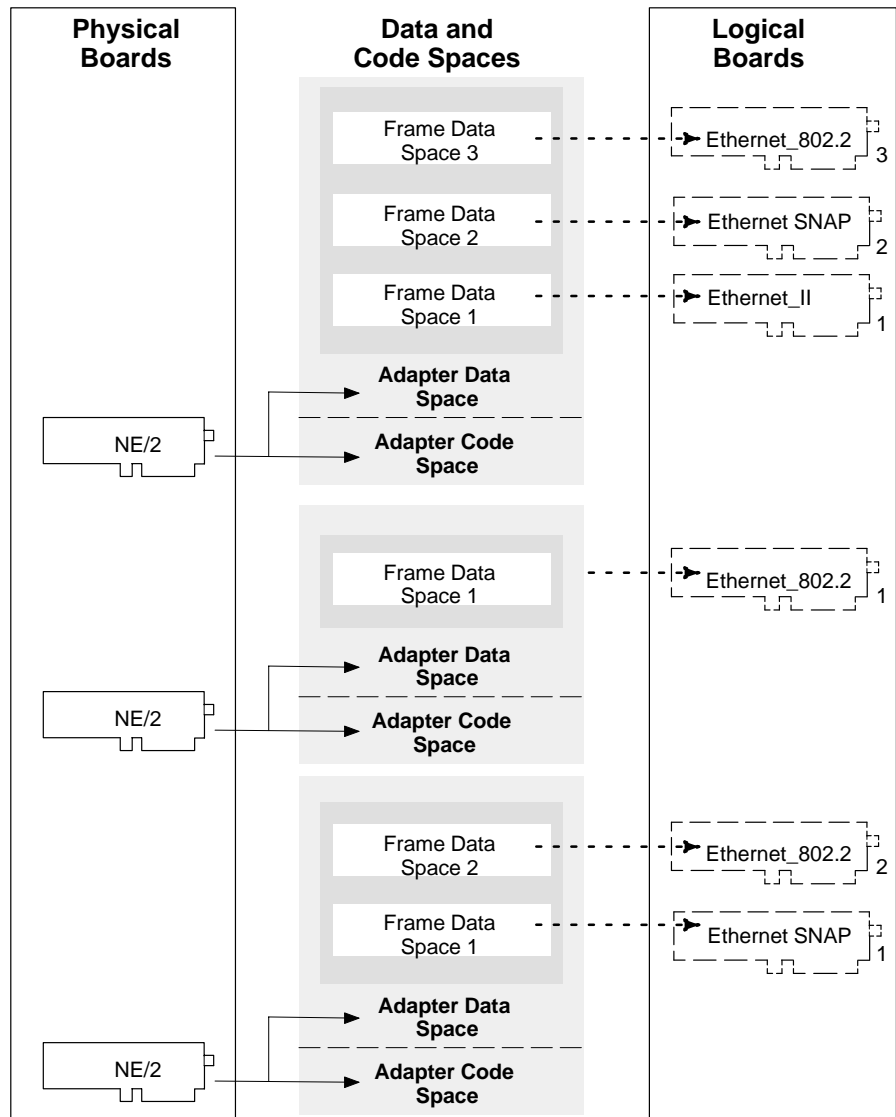 Physical
Boards
Data and
Code Spaces
Logical
Boards
Frame Data
Space 3
Ethernet_802.2
3
Frame Data
Space 2
Ethernet SNAP
2
Frame Data
Space 1
Ethernet_II
1
Adapter Data
Space
NE/2
Adapter Code
Space
Frame Data
Space 1
Ethernet_802.2
1
Adapter Data
Space
NE/2
Adapter Code
Space
Frame Data
Space 2
Ethernet_802.2
2
Frame Data
Space 1
Ethernet SNAP
1
Adapter Data
Space
NE/2
Adapter Code
Space